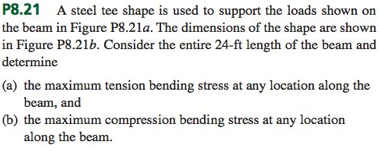 P8.21 A steel tee shape is used to support the loads shown on
the beam in Figure P8.21a. The dimensions of the shape are shown
in Figure P8.21b. Consider the entire 24-ft length of the beam and
determine
(a) the maximum tension bending stress at any location along the
beam, and
(b) the maximum compression bending stress at any location
along the beam.